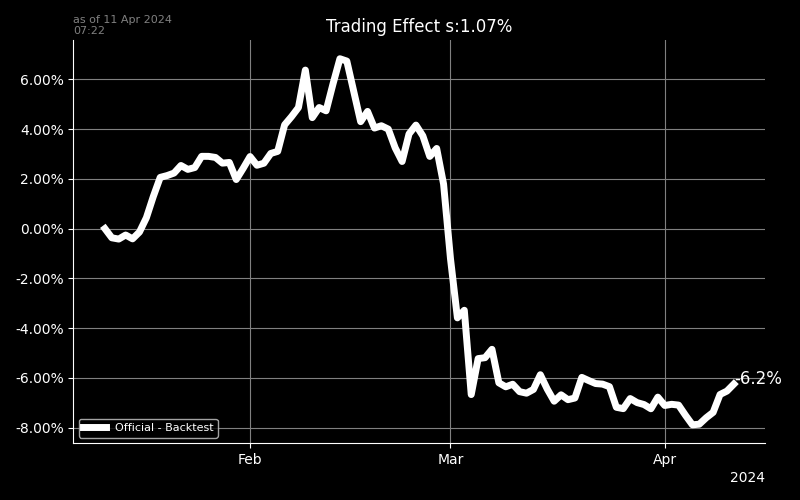 as of 11 Apr 2024
07:22
Trading Effect s:1.07%
6.00%
4.00%
2.00%
0.00%
-2.00%
-4.00%
-6.00%
-8.00%
-6.2%
Official - Backtest
Feb
Mar
Apr
2024